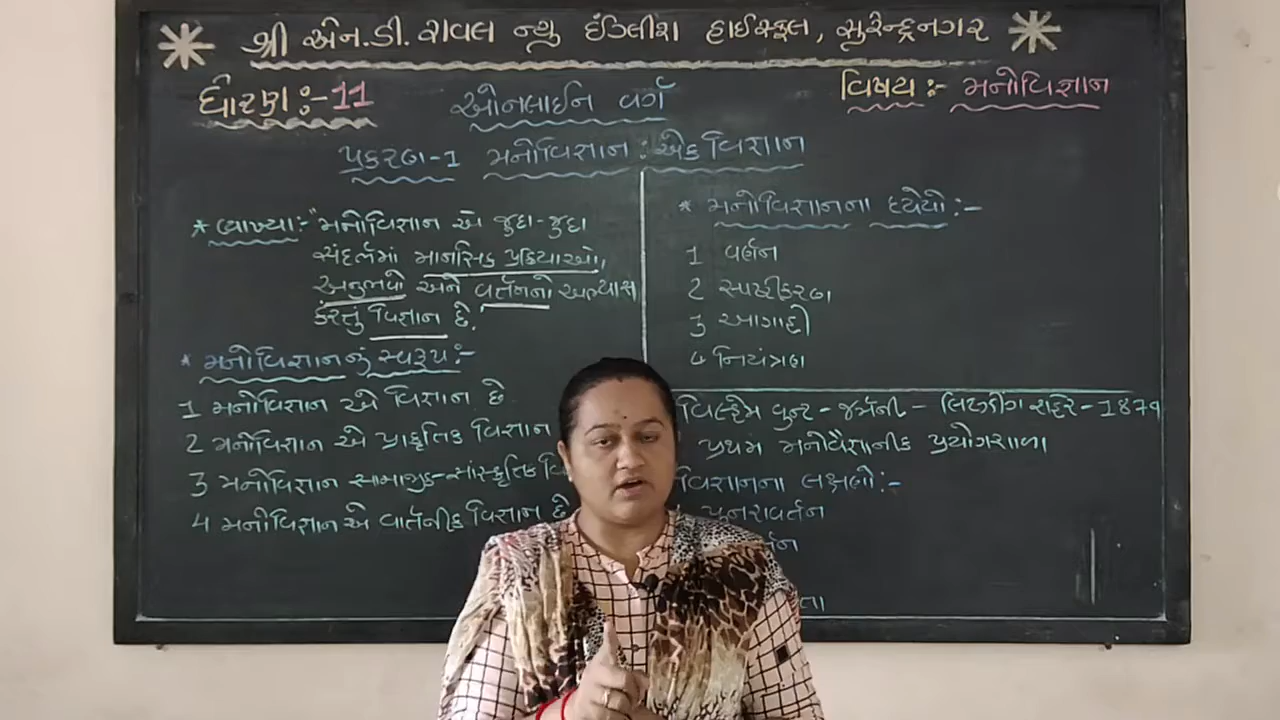 શ્રી એન.ડી. રાવલ ન્યુ ઇંગ્લીશ હાઈસ્કૂલ, સુરેન્દ્રનગર
ધોરણ :- 11
ઓનલાઈન વર્ગ
વિષય :- મનોવિજ્ઞાન
પ્રકરણ-1 મનોવિજ્ઞાન : એક વિજ્ઞાન
* વ્યાખ્યા:- "મનોવિજ્ઞાન એ જુદા-જુદા
સંદર્ભમાં માનસિક પ્રક્રિયાઓ,
અનુભવો અને વર્તનનો અભ્યાસ
કરતું વિજ્ઞાન છે."
* મનોવિજ્ઞાનનું સ્વરૂપ:-
1 મનોવિજ્ઞાન એ વિજ્ઞાન છે
2 મનોવિજ્ઞાન એ પ્રાકૃતિક વિજ્ઞાન
3 મનોવિજ્ઞાન સામાજીક-સાંસ્કૃતિક વિ
4 મનોવિજ્ઞાન એ વાર્તનીક વિજ્ઞાન છે
* મનોવિજ્ઞાનના ધ્યેયો:-
1 વર્ણન
2 સ્પષ્ટીકરણ
3 આગાહી
4 નિયંત્રણ
વિલ્હેમ વુન્ટ - જર્મની - લિપઝીગ શહેર - 1879
પ્રથમ મનોવૈજ્ઞાનીક પ્રયોગશાળા
વિજ્ઞાનના લક્ષણો:-
પુનરાવર્તન